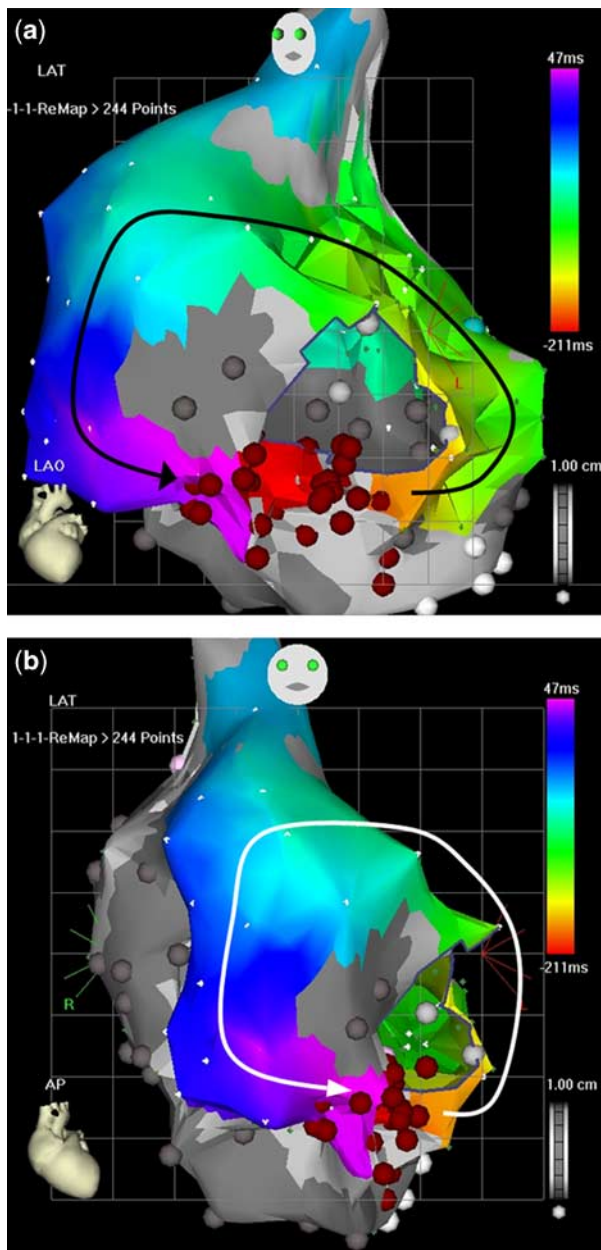 (a)
LAT
47ms
-1-1-ReMap > 244 Points
-211ms
L
LAO
1.00 cm
(b)
LAT
47ms
1-1-1-ReMap > 244 Points
-211ms
R
AP
1.00 cm